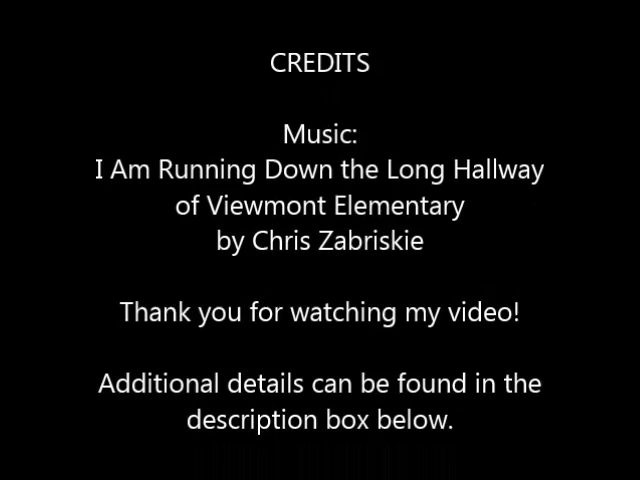 CREDITS
Music:
I Am Running Down the Long Hallway
of Viewmont Elementary
by Chris Zabriskie
Thank you for watching my video!
Additional details can be found in the
description box below.